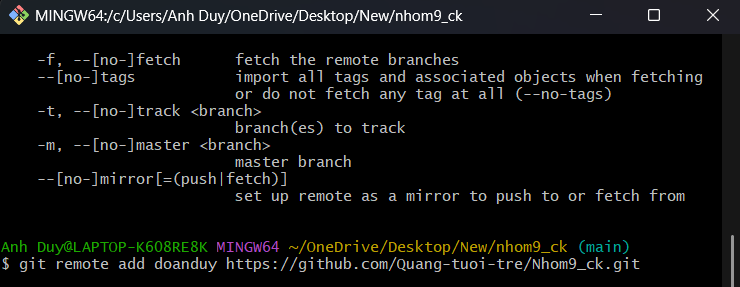 MINGW64:/c/Users/Anh Duy/OneDrive/Desktop/New/nhom9_ck
-f, --[no-]fetch fetch the remote branches
--[no-]tags import all tags and associated objects when fetching
or do not fetch any tag at all (--no-tags)
-t, --[no-]track <branch>
branch(es) to track
-m, --[no-]master <branch>
master branch
--[no-]mirror[=(push|fetch)]
set up remote as a mirror to push to or fetch from
Anh Duy@LAPTOP-K6O8RE8K MINGW64 ~/OneDrive/Desktop/New/nhom9_ck (main)
$ git remote add doanduy https://github.com/Quang-tuoi-tre/Nhom9_ck.git